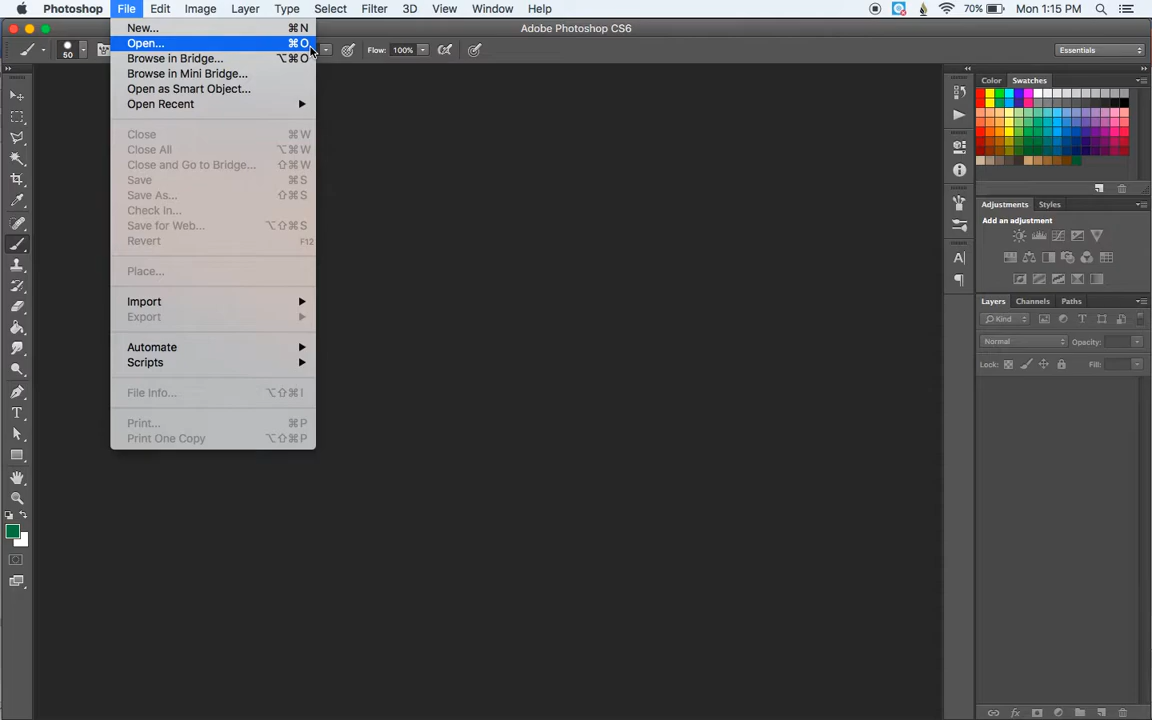 Photoshop File Edit Image Layer Type Select Filter 3D View Window Help 70% Mon 1:15 PM
Adobe Photoshop CS6
50 Flow: 100% Essentials
New... ⌘N
Open... ⌘O
Browse in Bridge... ⌥⌘O
Browse in Mini Bridge...
Open as Smart Object...
Open Recent
Close ⌘W
Close All ⌥⌘W
Close and Go to Bridge... ⇧⌘W
Save ⌘S
Save As... ⇧⌘S
Check In...
Save for Web... ⌥⇧⌘S
Revert F12
Place...
Import
Export
Automate
Scripts
File Info... ⌥⇧⌘I
Print... ⌘P
Print One Copy ⌥⇧⌘P
Color Swatches
Adjustments Styles
Add an adjustment
Layers Channels Paths
Kind
Normal Opacity:
Lock: Fill: